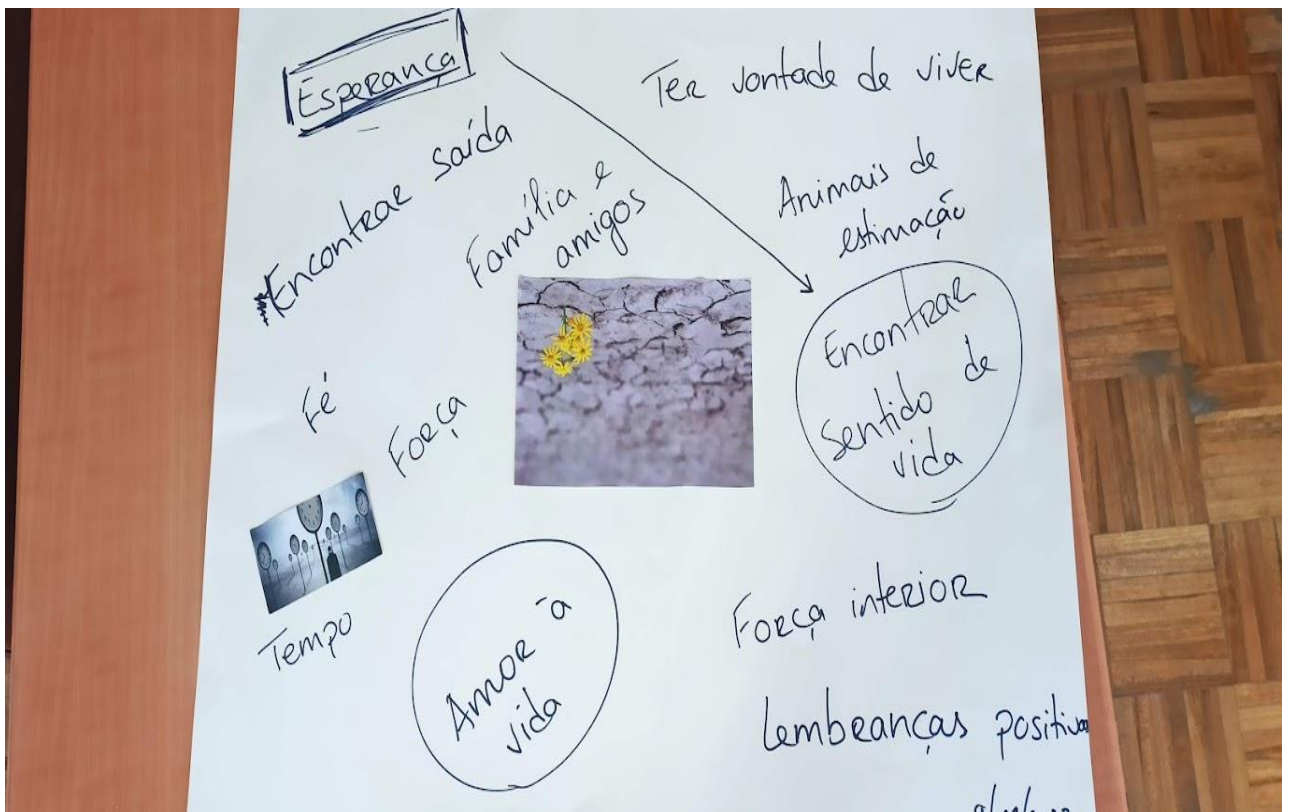 Esperança
Ter vontade de viver
Encontrar saída
Família e
amigos
Animais de
estimação
Encontrar
sentido de
vida
Fé
Força
Tempo
Amor à
vida
Força interior
Lembranças positivas